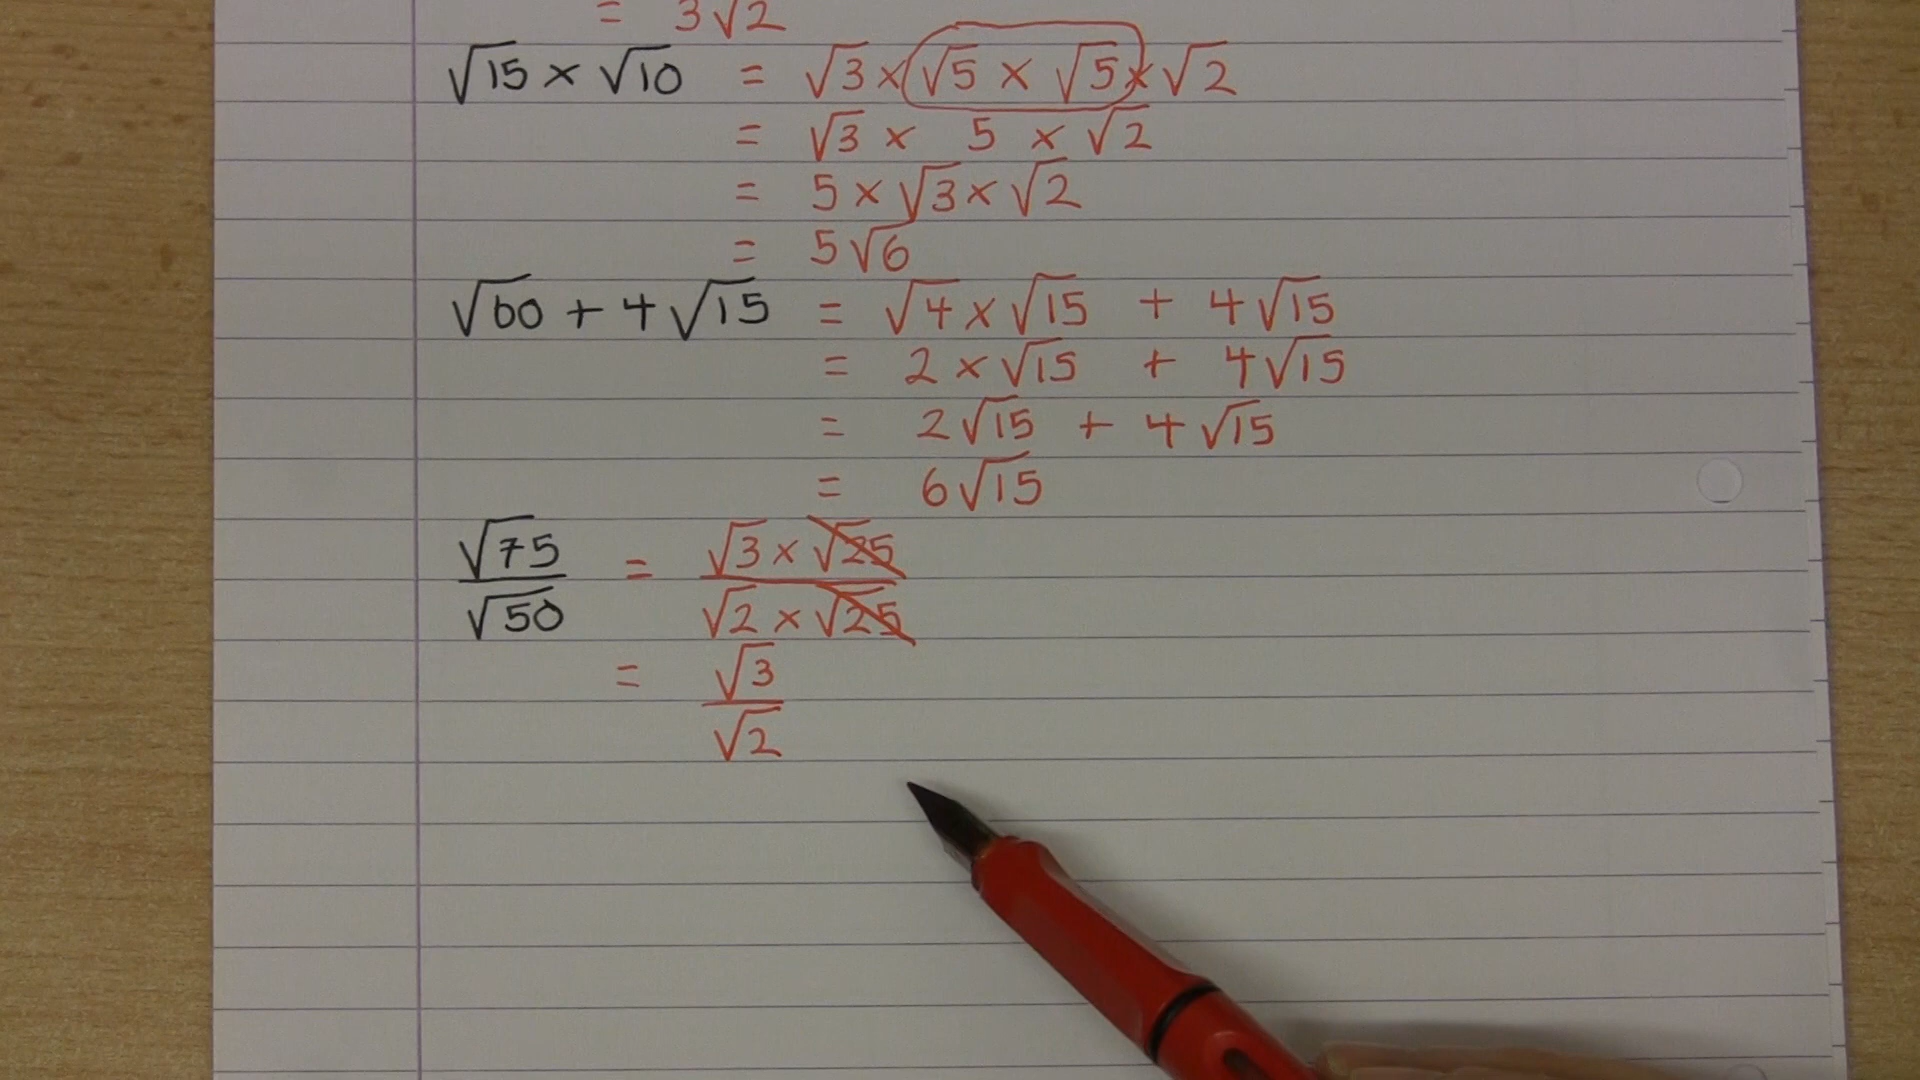 = 3√2
√15 × √10 = √3 × √5 × √5 × √2
= √3 × 5 × √2
= 5 × √3 × √2
= 5√6
√60 + 4√15 = √4 × √15 + 4√15
= 2 × √15 + 4√15
= 2√15 + 4√15
= 6√15
√75 / √50 = √3 × √25 / √2 × √25
= √3 / √2